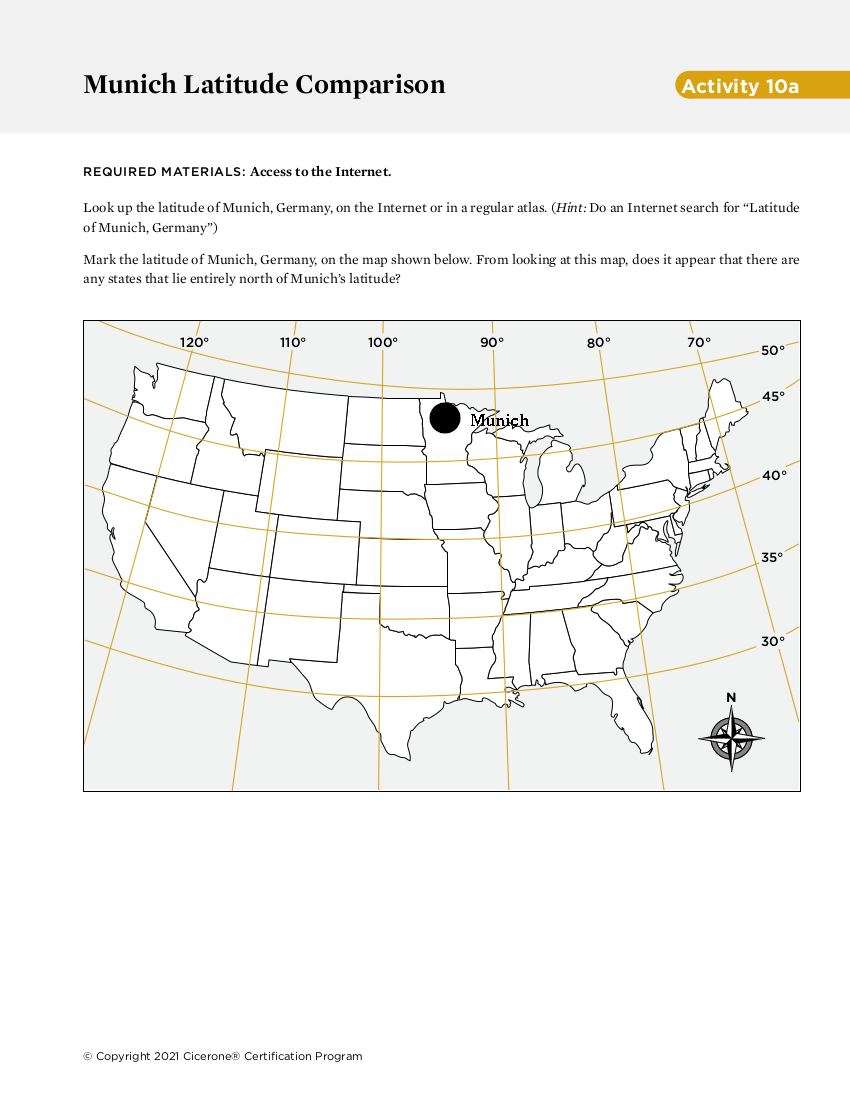 Munich Latitude Comparison
Activity 10a
REQUIRED MATERIALS: Access to the Internet.
Look up the latitude of Munich, Germany, on the Internet or in a regular atlas. (Hint: Do an Internet search for “Latitude
of Munich, Germany”)
Mark the latitude of Munich, Germany, on the map shown below. From looking at this map, does it appear that there are
any states that lie entirely north of Munich’s latitude?
120° 110° 100° 90° 80° 70°
50°
45°
Munich
40°
35°
30°
N
© Copyright 2021 Cicerone® Certification Program